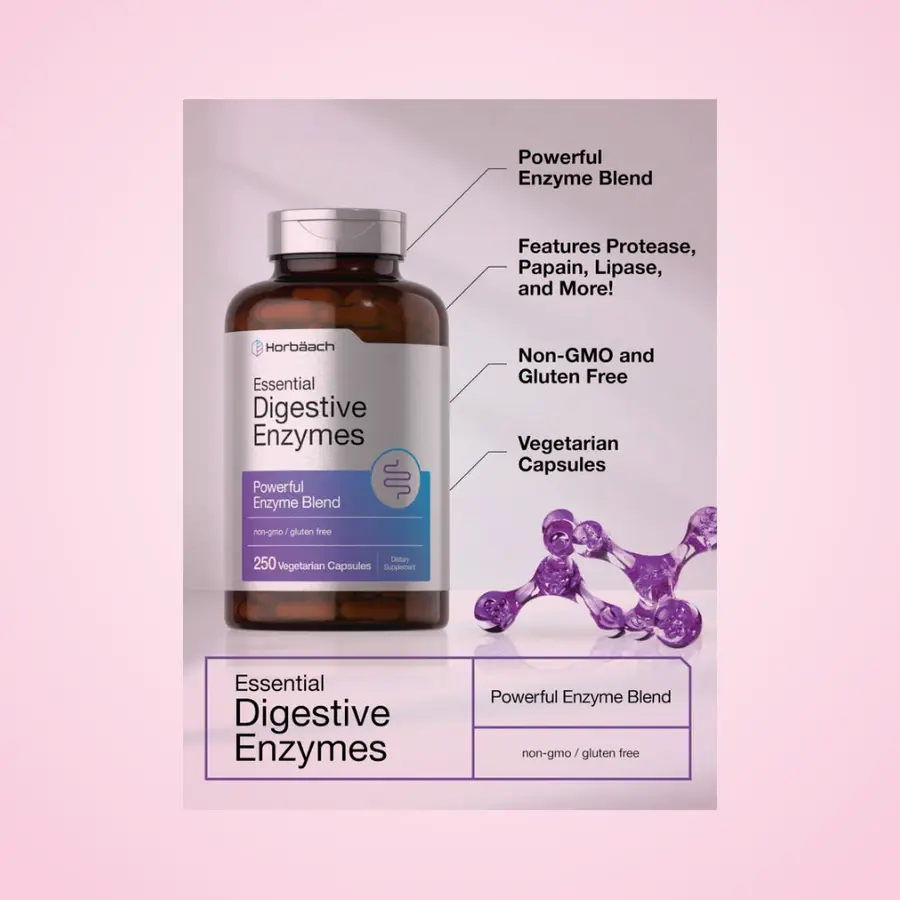 Powerful
Enzyme Blend
Features Protease,
Papain, Lipase,
and More!
Non-GMO and
Gluten Free
Vegetarian
Capsules
Horbäach
Essential
Digestive
Enzymes
Powerful
Enzyme Blend
non-gmo / gluten free
250 Vegetarian Capsules
Dietary
Supplement
Essential
Digestive
Enzymes
Powerful Enzyme Blend
non-gmo / gluten free